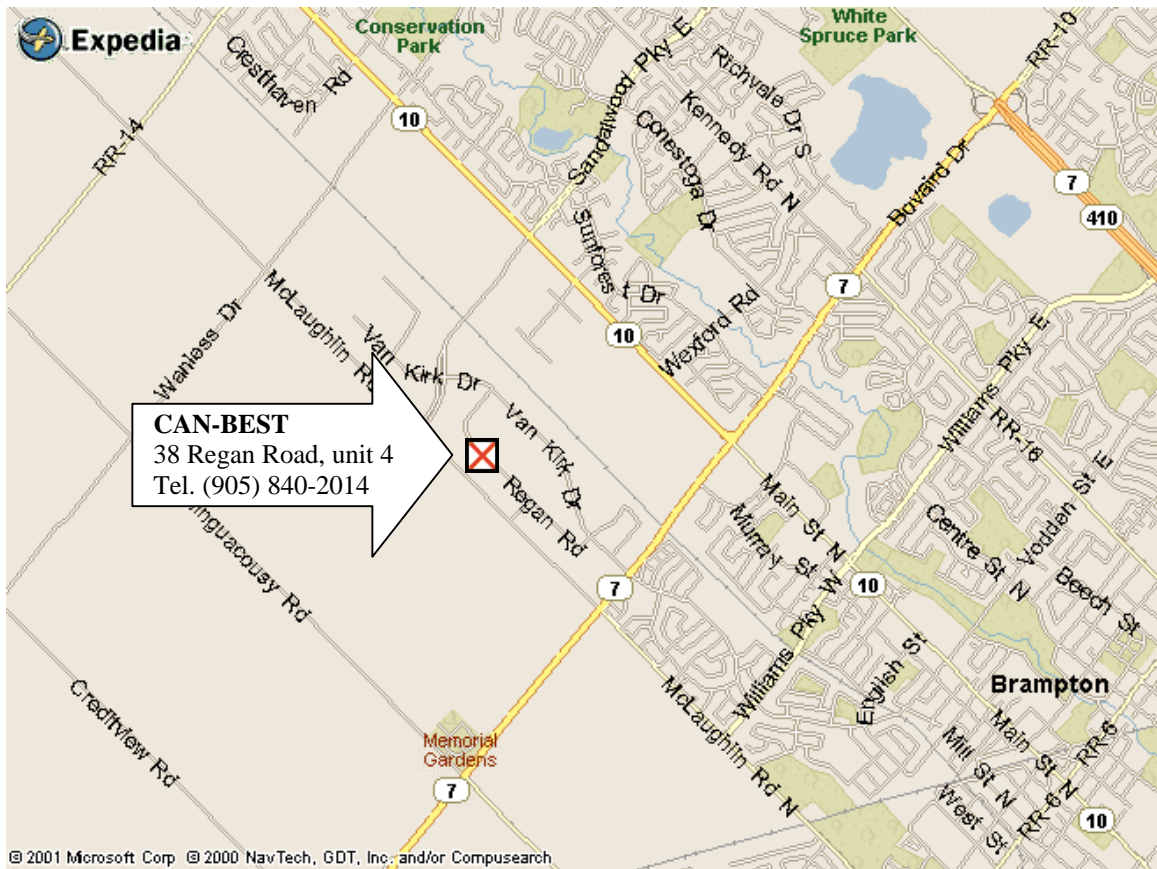 Expedia
Conservation
Park
White
Spruce Park
RR-10
Cresthaven Rd
Sandalwood Pky E
Richvale Dr S
10
Kennedy Rd N
Conestoga Dr
RR-14
Bovaird Dr
7
410
Sunfores
t Dr
7
McLaughlin Rd
Wanless Dr
10
Wexford Rd
Van Kirk Dr
Williams Pky E
CAN-BEST
38 Regan Road, unit 4
Tel. (905) 840-2014
Van Kirk Dr
Regan Rd
RR-16
Main St N
Murray St
Voddan St E
Centre St N
Beech St
inguacousy Rd
7
10
Williams Pky W
English St
Brampton
McLaughlin Rd N
Creditview Rd
Memorial
Gardens
7
Main St N
Mill St N
West St
RR-6
RR-6
10
© 2001 Microsoft Corp © 2000 NavTech, GDT, Inc. and/or Compusearch